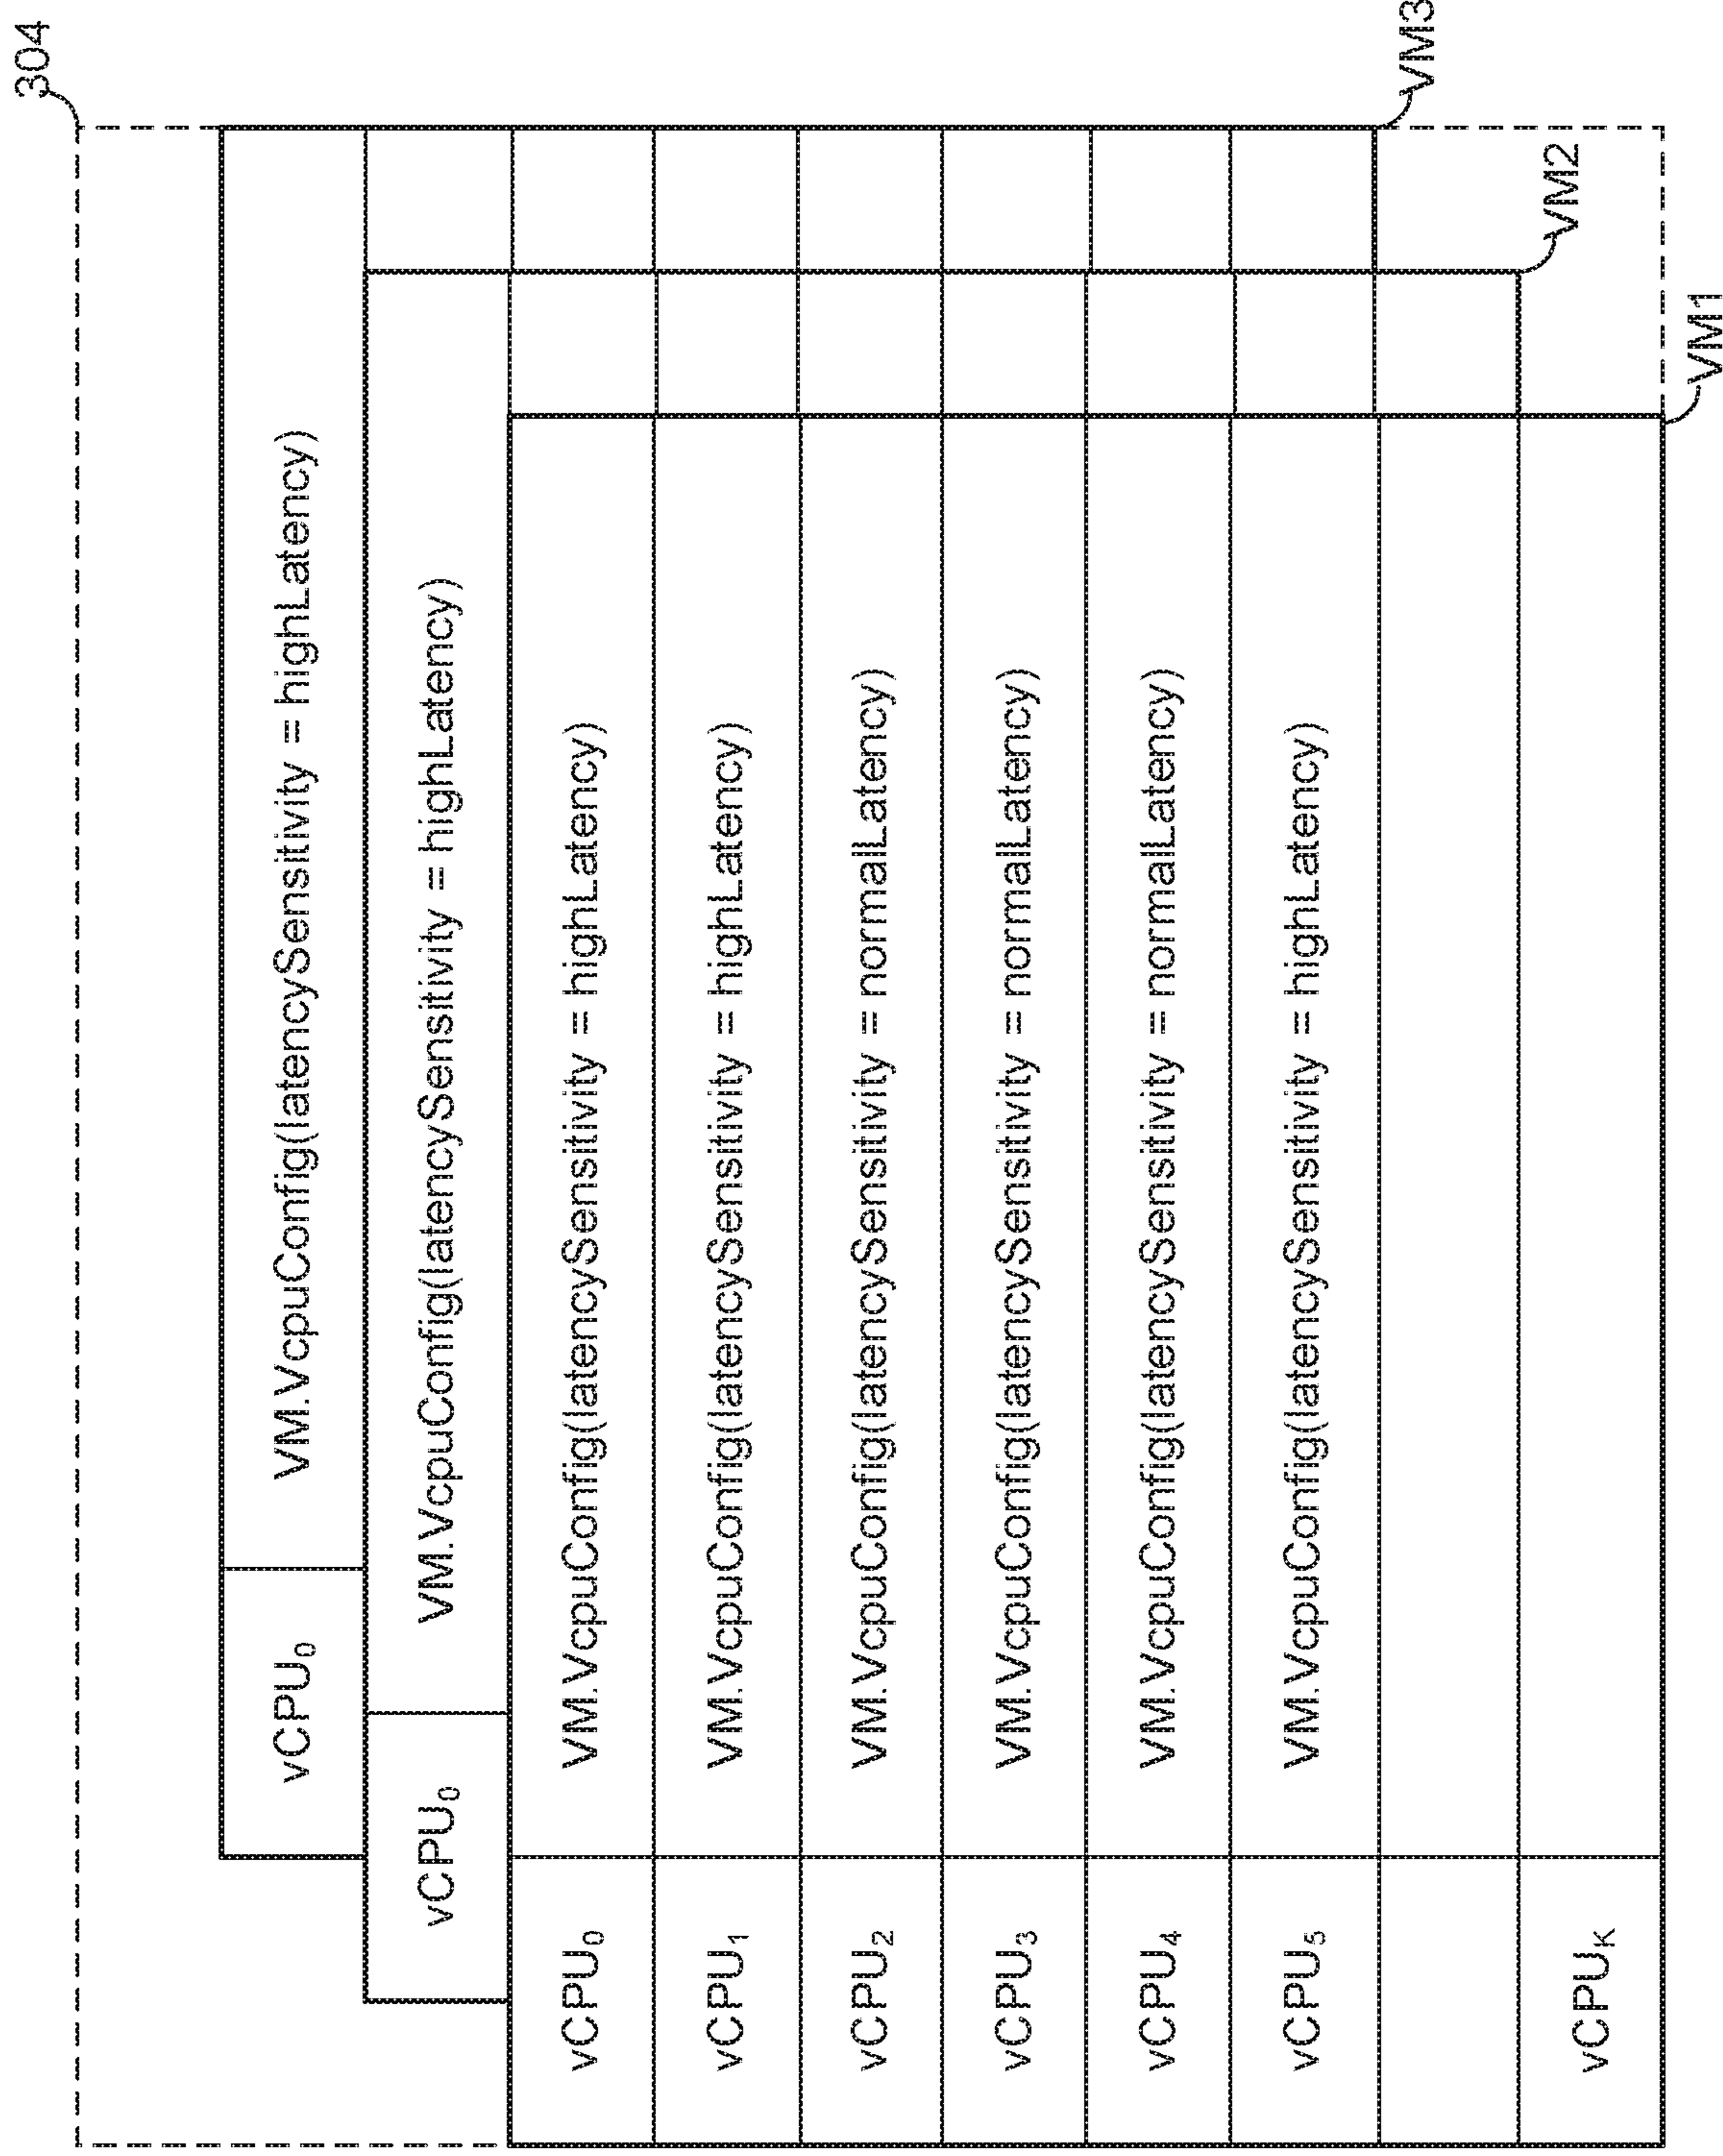 304
vCPU₀ VM.VcpuConfig(latencySensitivity = highLatency)
vCPU₀ VM.VcpuConfig(latencySensitivity = highLatency)
vCPU₀ VM.VcpuConfig(latencySensitivity = highLatency)
vCPU₁ VM.VcpuConfig(latencySensitivity = highLatency)
vCPU₂ VM.VcpuConfig(latencySensitivity = normalLatency)
vCPU₃ VM.VcpuConfig(latencySensitivity = normalLatency)
vCPU₄ VM.VcpuConfig(latencySensitivity = normalLatency)
vCPU₅ VM.VcpuConfig(latencySensitivity = highLatency)
VM3
vCPU_K
VM2
VM1